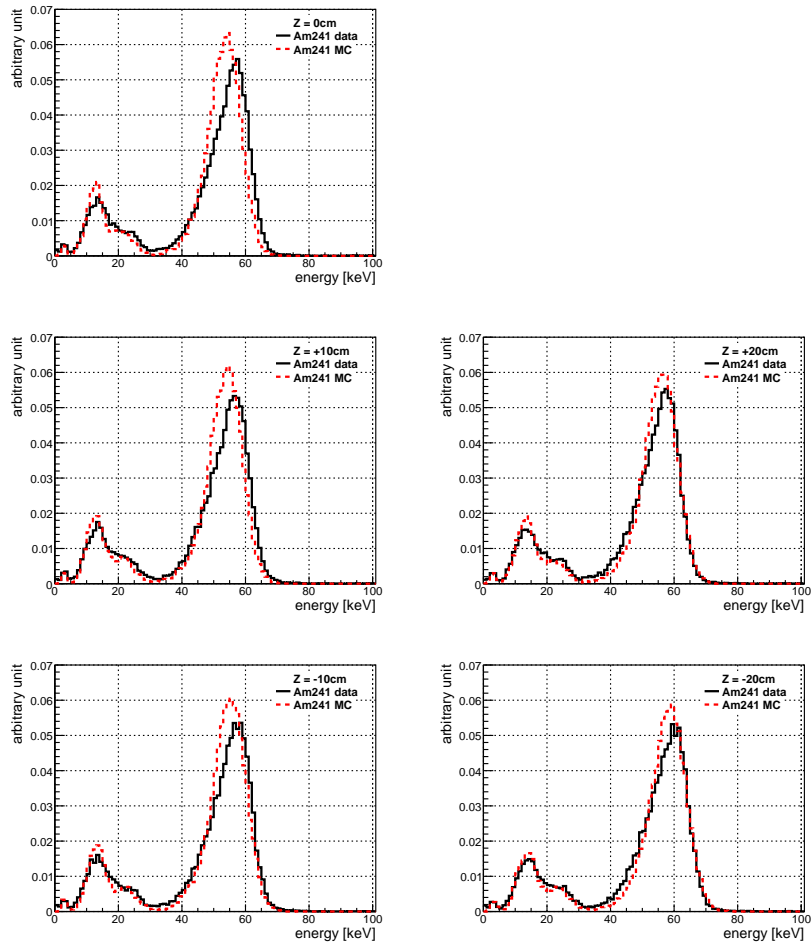 arbitrary unit
0.07
0.06
0.05
0.04
0.03
0.02
0.01
0
Z = 0cm
Am241 data
Am241 MC
0 20 40 60 80 100
energy [keV]
arbitrary unit
0.07
0.06
0.05
0.04
0.03
0.02
0.01
0
Z = +10cm
Am241 data
Am241 MC
0 20 40 60 80 100
energy [keV]
arbitrary unit
0.07
0.06
0.05
0.04
0.03
0.02
0.01
0
Z = +20cm
Am241 data
Am241 MC
0 20 40 60 80 100
energy [keV]
arbitrary unit
0.07
0.06
0.05
0.04
0.03
0.02
0.01
0
Z = -10cm
Am241 data
Am241 MC
0 20 40 60 80 100
energy [keV]
arbitrary unit
0.07
0.06
0.05
0.04
0.03
0.02
0.01
0
Z = -20cm
Am241 data
Am241 MC
0 20 40 60 80 100
energy [keV]